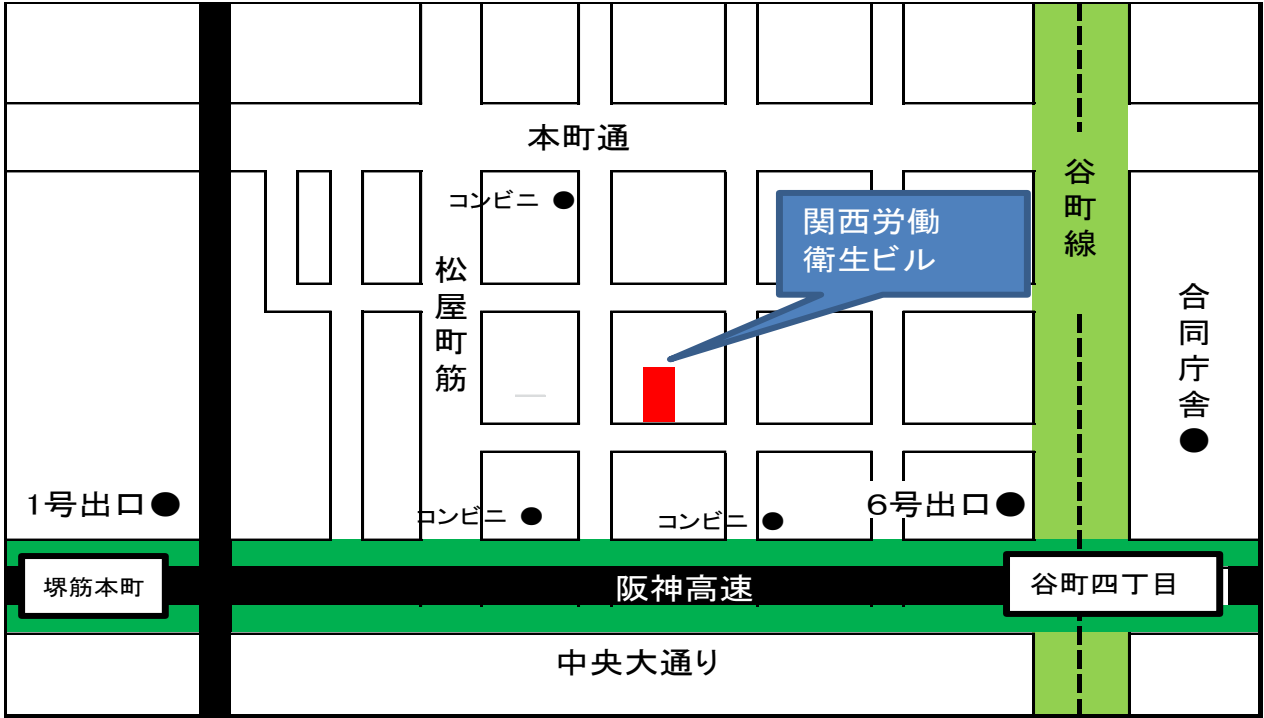 本町通
コンビニ
谷町線
関西労働
衛生ビル
松屋町筋
合同庁舎
1号出口
コンビニ
コンビニ
6号出口
堺筋本町
阪神高速
谷町四丁目
中央大通り